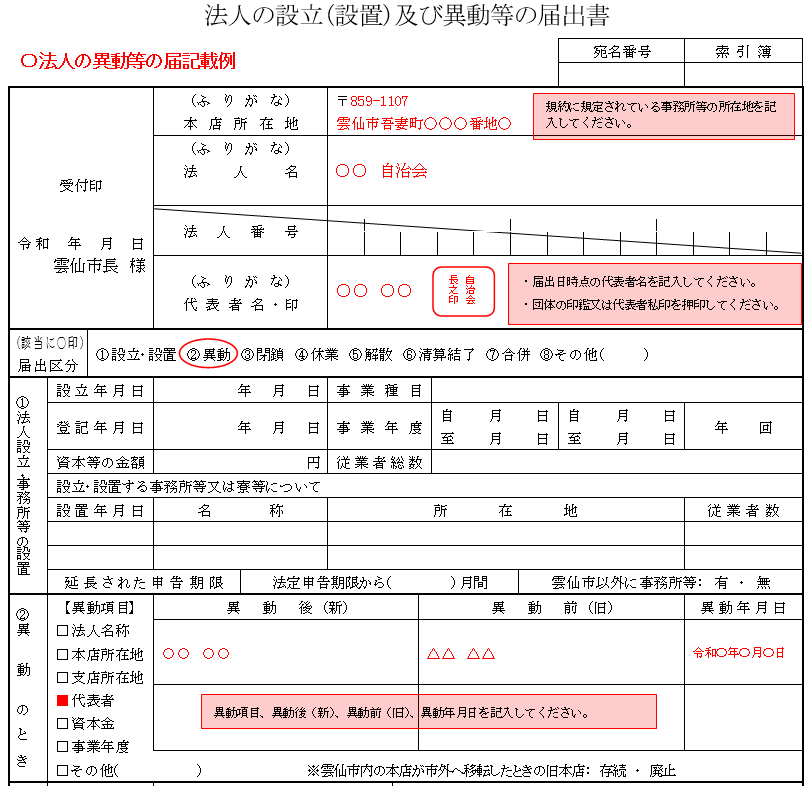 法人の設立(設置)及び異動等の届出書
〇法人の異動等の届記載例
宛名番号 索引簿
受付印
令和 年 月 日
雲仙市長 様
(ふりがな)
本店所在地
〒859-1107
雲仙市吾妻町〇〇〇番地〇
規約に規定されている事務所等の所在地を記
入してください。
(ふりがな)
法人名
〇〇 自治会
法人番号
(ふりがな)
代表者名・印
〇〇 〇〇
自治会
長之印
・届出日時点の代表者名を記入してください。
・団体の印鑑又は代表者私印を押印してください。
(該当に〇印)
届出区分
①設立・設置 ②異動 ③閉鎖 ④休業 ⑤解散 ⑥清算結了 ⑦合併 ⑧その他( )
①法人設立・事務所等の設置
設立年月日 年 月 日 事業種目
登記年月日 年 月 日 事業年度 自 月 日 自 月 日 年 回
至 月 日 至 月 日
資本等の金額 円 従業者総数
設立・設置する事務所等又は寮等について
設置年月日 名称 所在地 従業者数
延長された申告期限 法定申告期限から( )月間 雲仙市以外に事務所等: 有 ・ 無
②異動のとき
【異動項目】 異動後(新) 異動前(旧) 異動年月日
□法人名称
□本店所在地
〇〇 〇〇 △△ △△ 令和〇年〇月〇日
□支店所在地
■代表者
異動項目、異動後(新)、異動前(旧)、異動年月日を記入してください。
□資本金
□事業年度
□その他( ) ※雲仙市内の本店が市外へ移転したときの旧本店: 存続 ・ 廃止